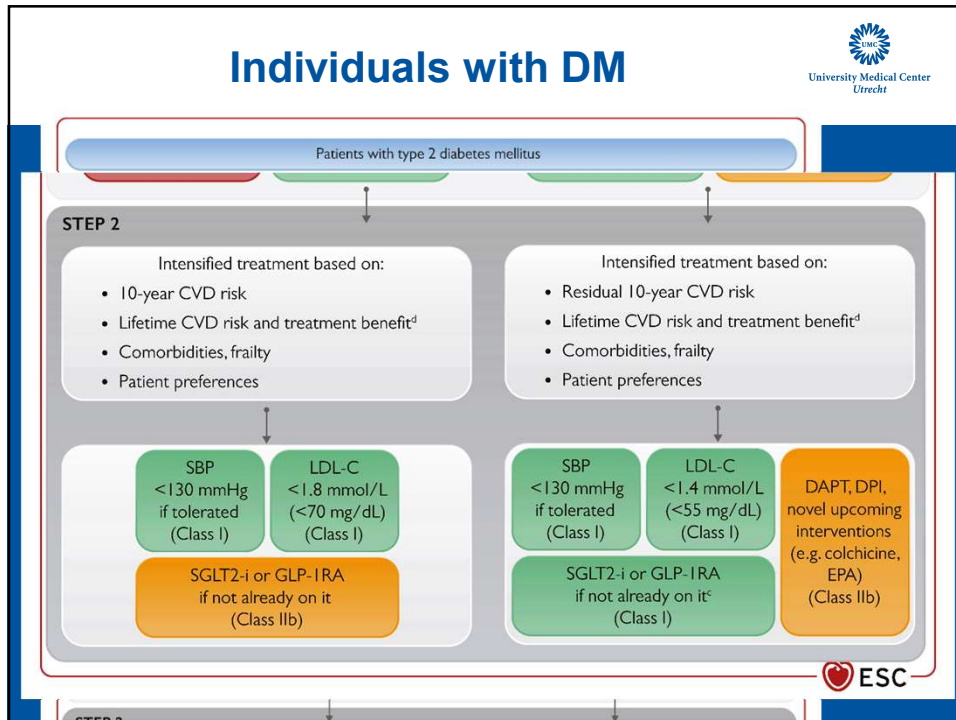 Individuals with DM
UMC
University Medical Center
Utrecht
Patients with type 2 diabetes mellitus
STEP 2
Intensified treatment based on:
• 10-year CVD risk
• Lifetime CVD risk and treatment benefitᵈ
• Comorbidities, frailty
• Patient preferences
Intensified treatment based on:
• Residual 10-year CVD risk
• Lifetime CVD risk and treatment benefitᵈ
• Comorbidities, frailty
• Patient preferences
SBP
<130 mmHg
if tolerated
(Class I)
LDL-C
<1.8 mmol/L
(<70 mg/dL)
(Class I)
SGLT2-i or GLP-1RA
if not already on it
(Class IIb)
SBP
<130 mmHg
if tolerated
(Class I)
LDL-C
<1.4 mmol/L
(<55 mg/dL)
(Class I)
SGLT2-i or GLP-1RA
if not already on itᶜ
(Class I)
DAPT, DPI,
novel upcoming
interventions
(e.g. colchicine,
EPA)
(Class IIb)
ESC